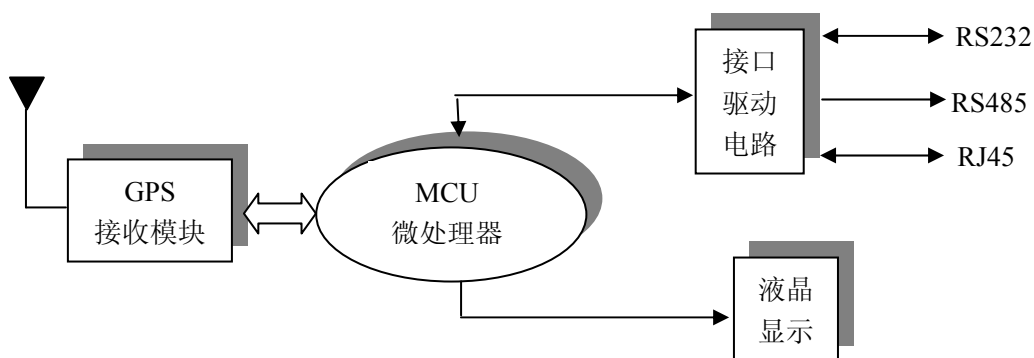 GPS
接收模块
MCU
微处理器
接口
驱动
电路
RS232
RS485
RJ45
液晶
显示